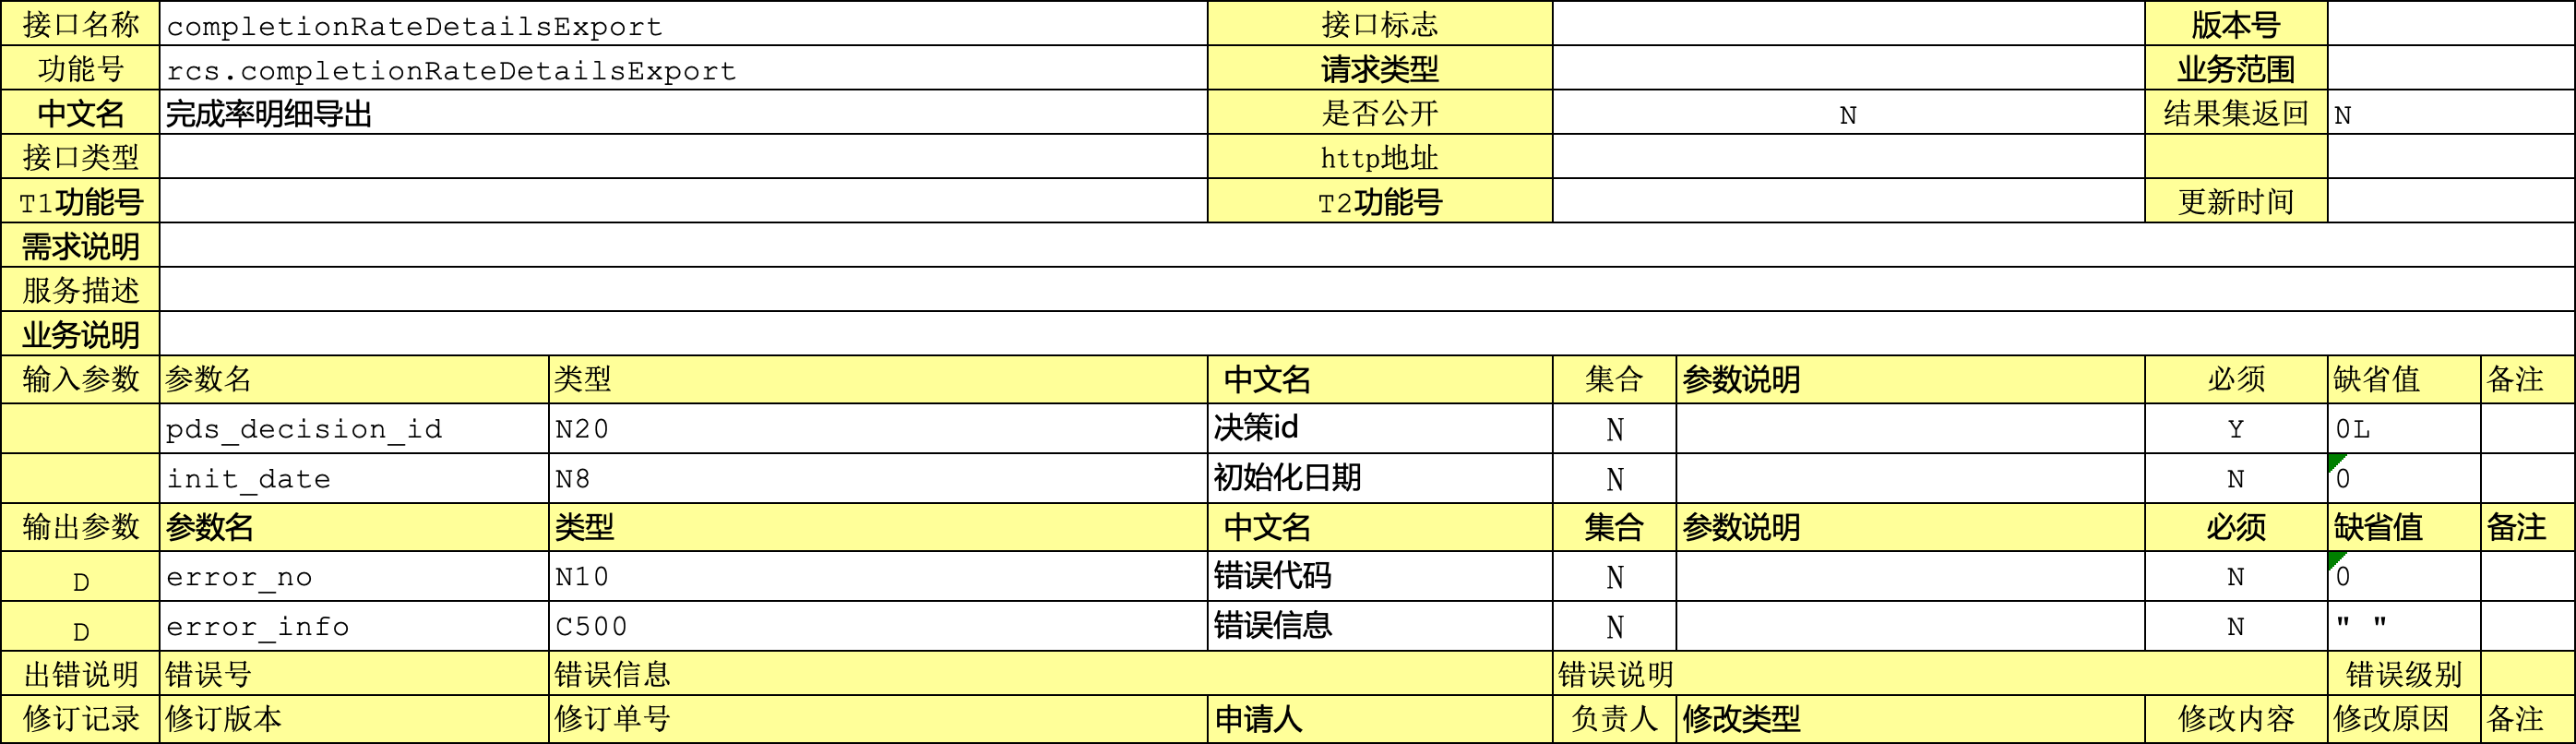 接口名称 completionRateDetailsExport 接口标志 版本号
功能号 rcs.completionRateDetailsExport 请求类型 业务范围
中文名 完成率明细导出 是否公开 N 结果集返回 N
接口类型 http地址
T1功能号 T2功能号 更新时间
需求说明
服务描述
业务说明
输入参数 参数名 类型 中文名 集合 参数说明 必须 缺省值 备注
pds_decision_id N20 决策id N Y 0L
init_date N8 初始化日期 N N 0
输出参数 参数名 类型 中文名 集合 参数说明 必须 缺省值 备注
D error_no N10 错误代码 N N 0
D error_info C500 错误信息 N N " "
出错说明 错误号 错误信息 错误说明 错误级别
修订记录 修订版本 修订单号 申请人 负责人 修改类型 修改内容 修改原因 备注